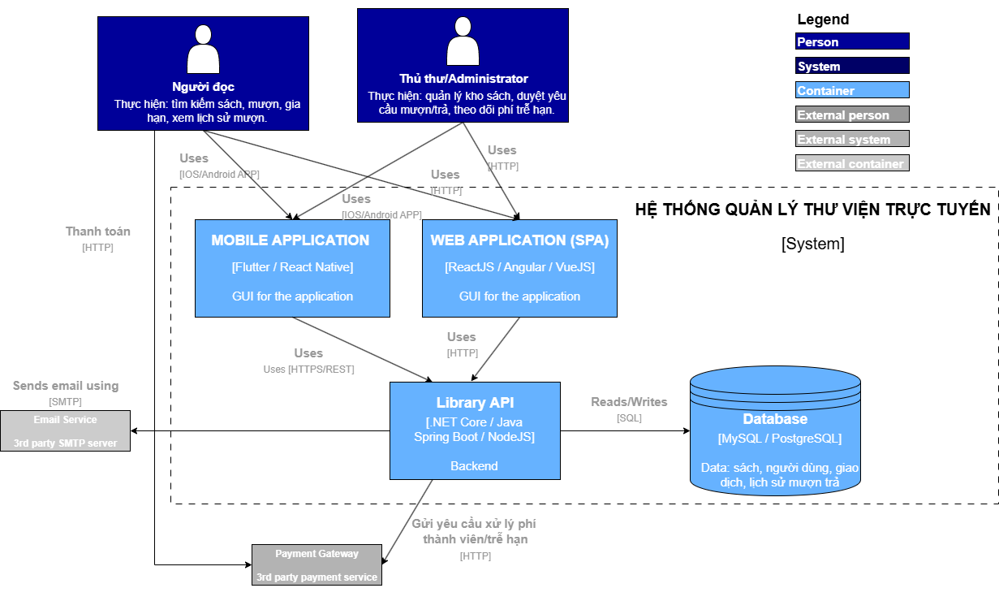 Legend
Person
System
Container
External person
External system
External container
Người đọc
Thực hiện: tìm kiếm sách, mượn, gia
hạn, xem lịch sử mượn.
Thủ thư/Administrator
Thực hiện: quản lý kho sách, duyệt yêu
cầu mượn/trả, theo dõi phí trễ hạn.
Uses
[IOS/Android APP]
Uses
[HTTP]
Uses
[HTTP]
Uses
[IOS/Android APP]
Thanh toán
[HTTP]
HỆ THỐNG QUẢN LÝ THƯ VIỆN TRỰC TUYẾN
[System]
MOBILE APPLICATION
[Flutter / React Native]
GUI for the application
WEB APPLICATION (SPA)
[ReactJS / Angular / VueJS]
GUI for the application
Uses
Uses [HTTPS/REST]
Uses
[HTTP]
Sends email using
[SMTP]
Email Service
3rd party SMTP server
Library API
[.NET Core / Java
Spring Boot / NodeJS]
Backend
Reads/Writes
[SQL]
Database
[MySQL / PostgreSQL]
Data: sách, người dùng, giao
dịch, lịch sử mượn trả
Gửi yêu cầu xử lý phí
thành viên/trễ hạn
[HTTP]
Payment Gateway
3rd party payment service